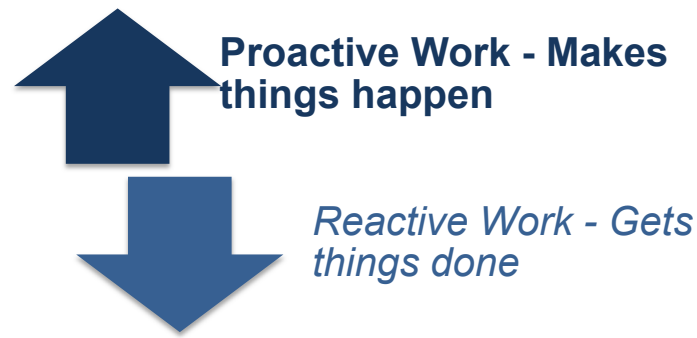 Proactive Work - Makes
things happen
Reactive Work - Gets
things done